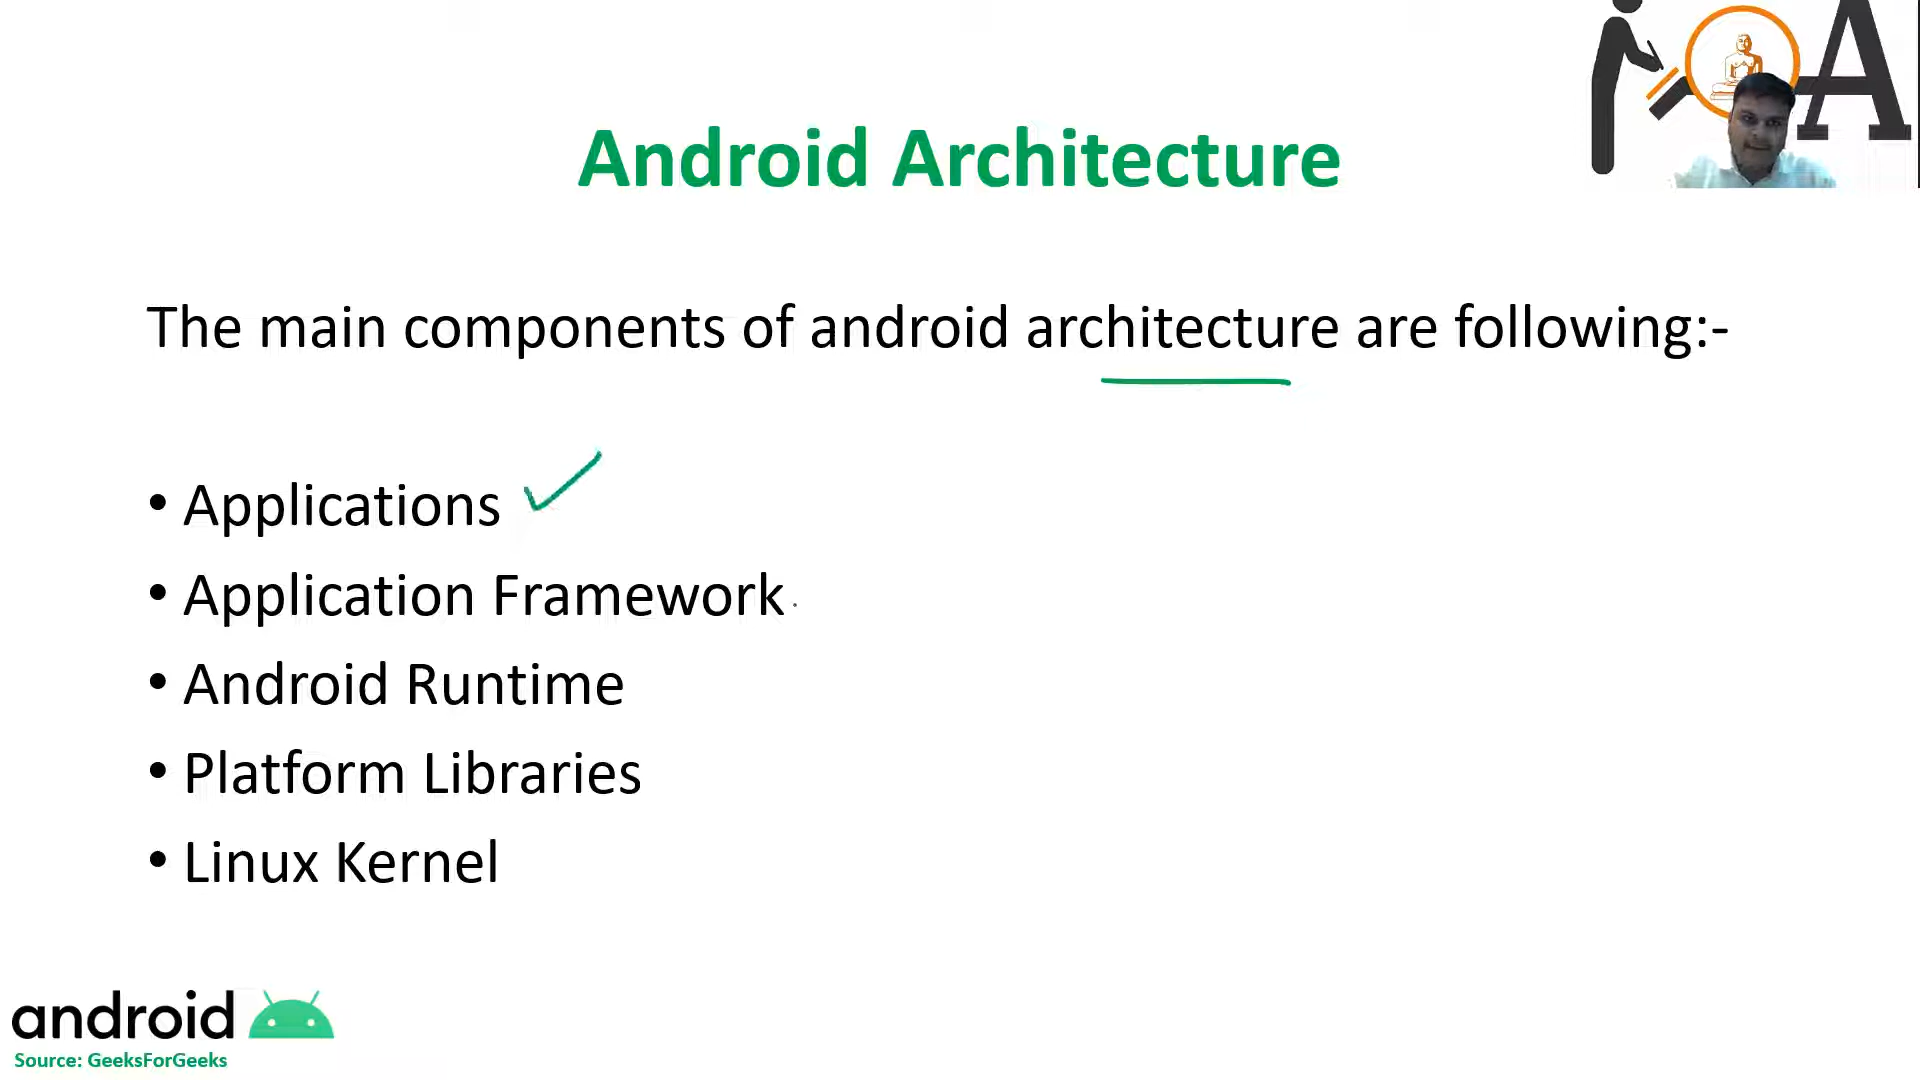 Android Architecture
The main components of android architecture are following:-
• Applications
• Application Framework
• Android Runtime
• Platform Libraries
• Linux Kernel
android
Source: GeeksForGeeks
A